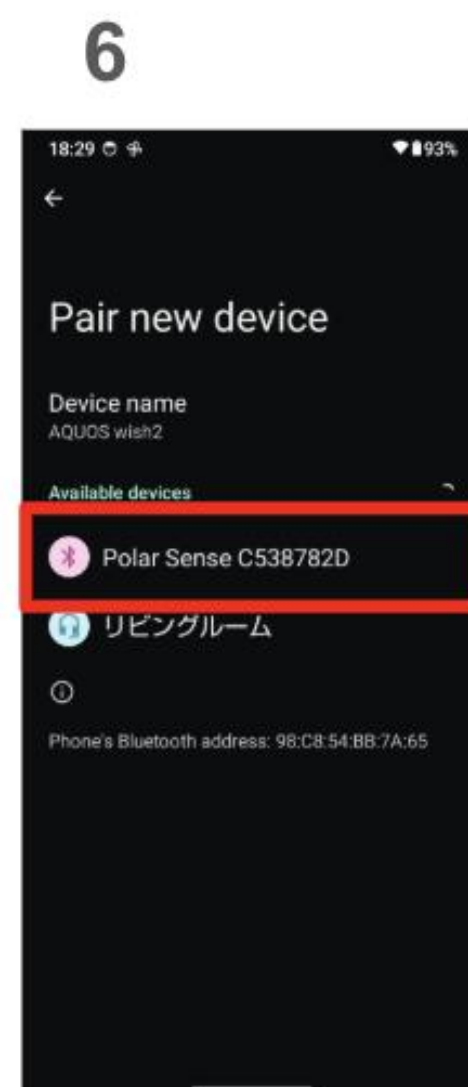 6
18:29 93%
Pair new device
Device name
AQUOS wish2
Available devices
Polar Sense C538782D
リビングルーム
Phone's Bluetooth address: 98:C8:54:BB:7A:65